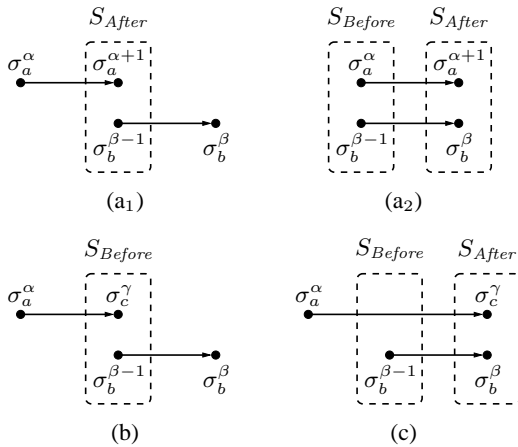 S_After S_Before S_After
σ_a^α σ_a^{α+1} σ_a^α σ_a^{α+1}
σ_b^{β−1} σ_b^β σ_b^{β−1} σ_b^β
(a₁) (a₂)
S_Before S_Before S_After
σ_a^α σ_c^γ σ_a^α σ_c^γ
σ_b^{β−1} σ_b^β σ_b^{β−1} σ_b^β
(b) (c)